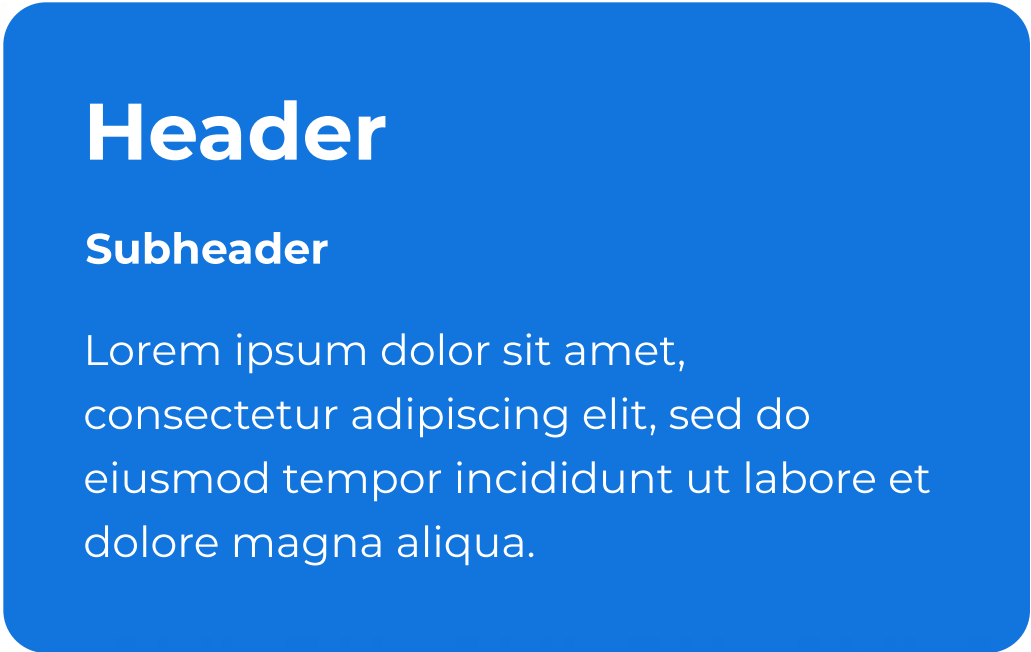 Header
Subheader
Lorem ipsum dolor sit amet,
consectetur adipiscing elit, sed do
eiusmod tempor incididunt ut labore et
dolore magna aliqua.